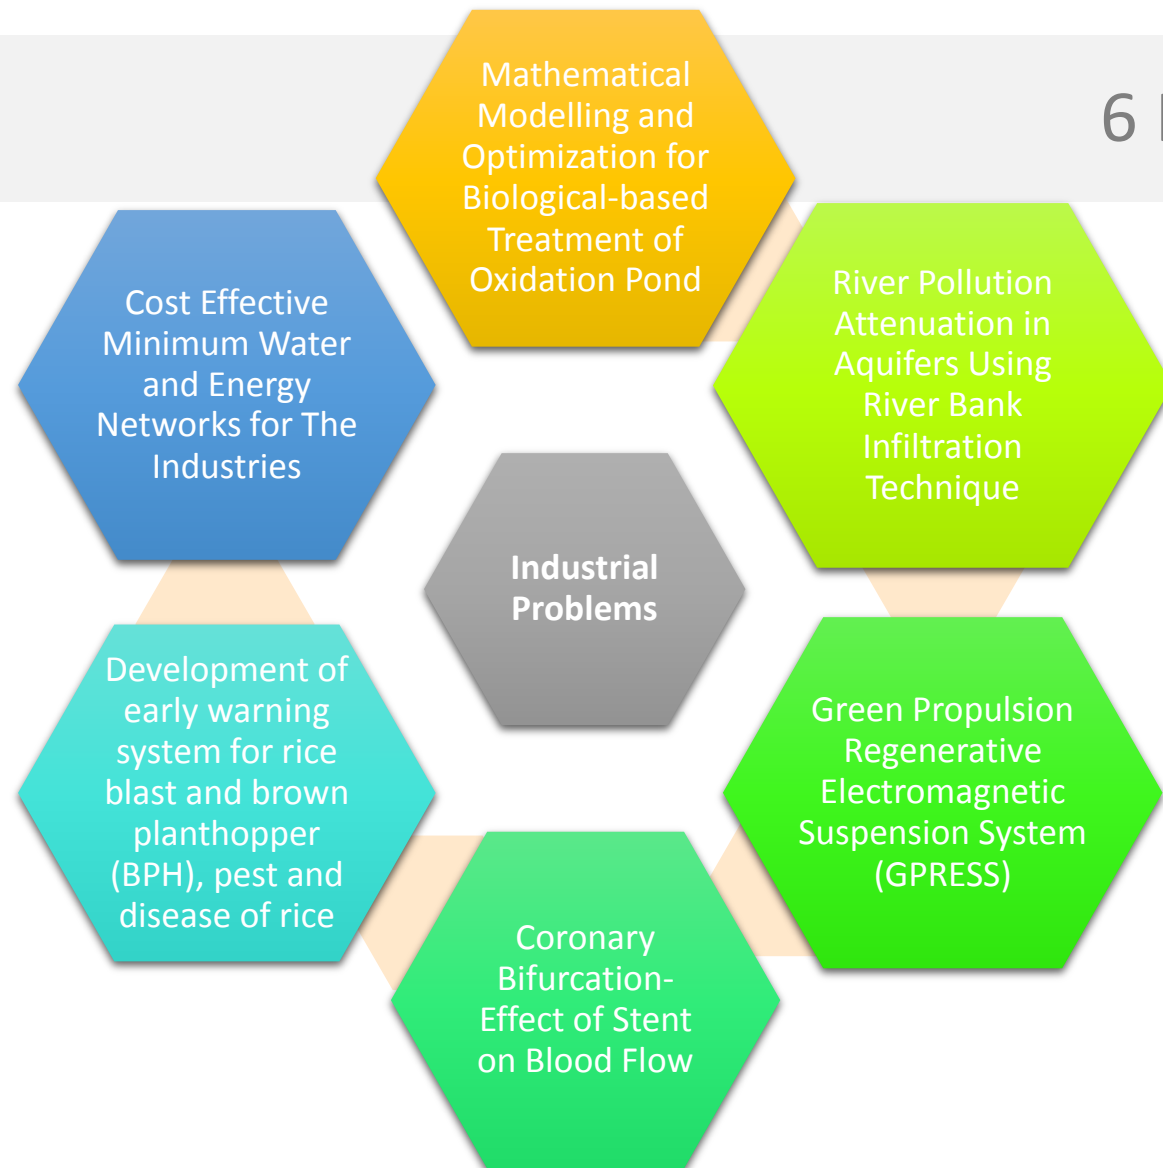 6
Mathematical
Modelling and
Optimization for
Biological-based
Treatment of
Oxidation Pond
River Pollution
Attenuation in
Aquifers Using
River Bank
Infiltration
Technique
Green Propulsion
Regenerative
Electromagnetic
Suspension System
(GPRESS)
Coronary
Bifurcation-
Effect of Stent
on Blood Flow
Development of
early warning
system for rice
blast and brown
planthopper
(BPH), pest and
disease of rice
Cost Effective
Minimum Water
and Energy
Networks for The
Industries
Industrial
Problems